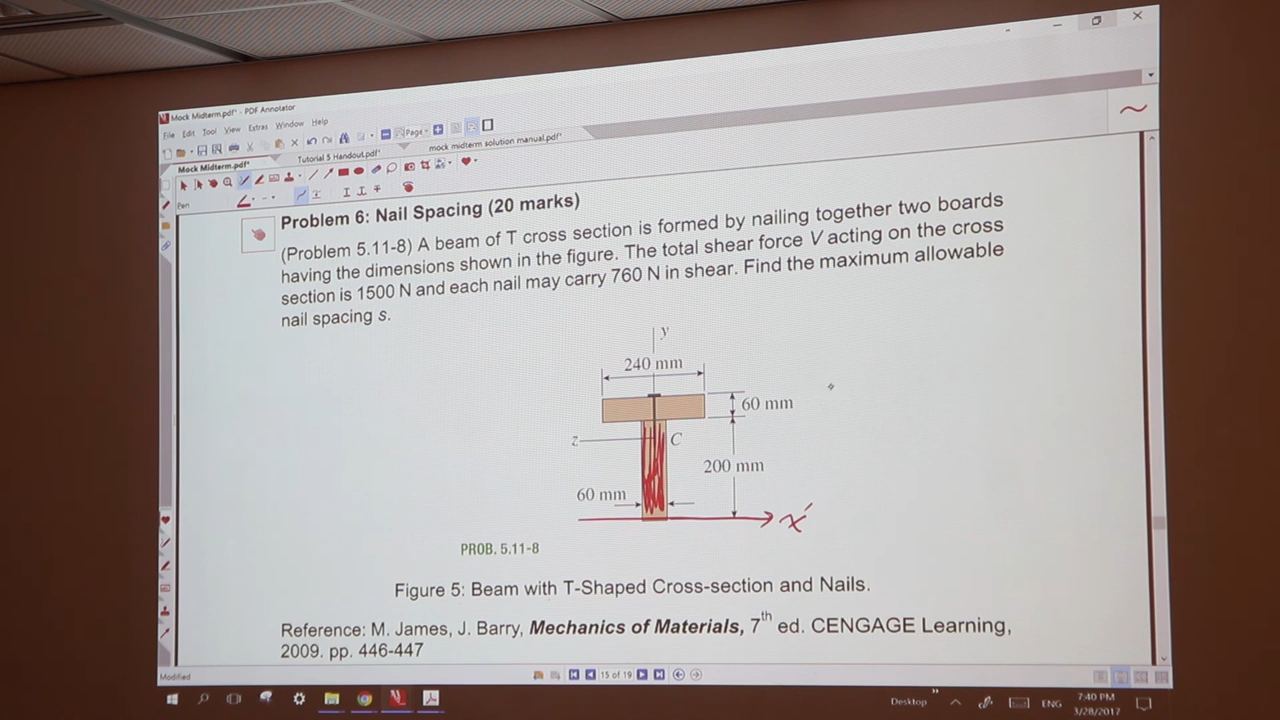 Mock Midterm.pdf* - PDF Annotator
File Edit Tool View Extras Window Help
Page
Mock Midterm.pdf* Tutorial 5 Handout.pdf* mock midterm solution manual.pdf*
Pen
Problem 6: Nail Spacing (20 marks)
(Problem 5.11-8) A beam of T cross section is formed by nailing together two boards
having the dimensions shown in the figure. The total shear force V acting on the cross
section is 1500 N and each nail may carry 760 N in shear. Find the maximum allowable
nail spacing s.
y
240 mm
60 mm
z
C
200 mm
60 mm
x'
PROB. 5.11-8
Figure 5: Beam with T-Shaped Cross-section and Nails.
Reference: M. James, J. Barry, Mechanics of Materials, 7th ed. CENGAGE Learning,
2009. pp. 446-447
Modified
15 of 19
Desktop
ENG
7:40 PM
3/28/2017